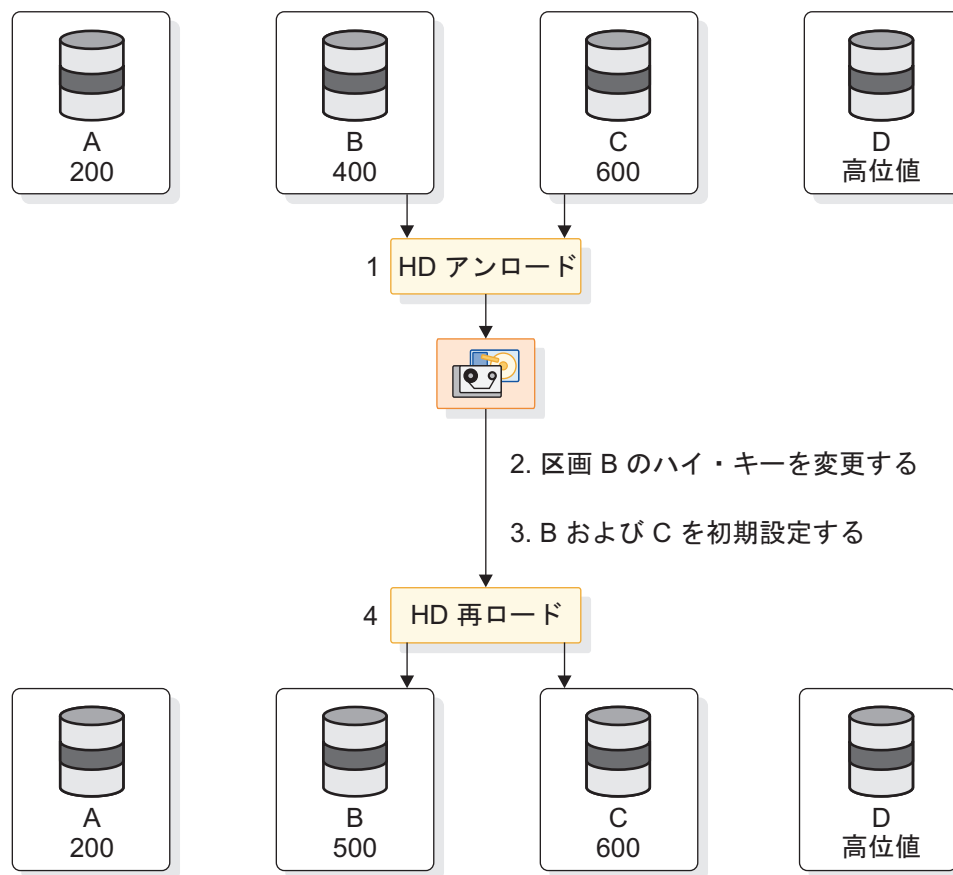 A
200
B
400
C
600
D
高位値
1 HD アンロード
2. 区画 B のハイ・キーを変更する
3. B および C を初期設定する
4 HD 再ロード
A
200
B
500
C
600
D
高位値